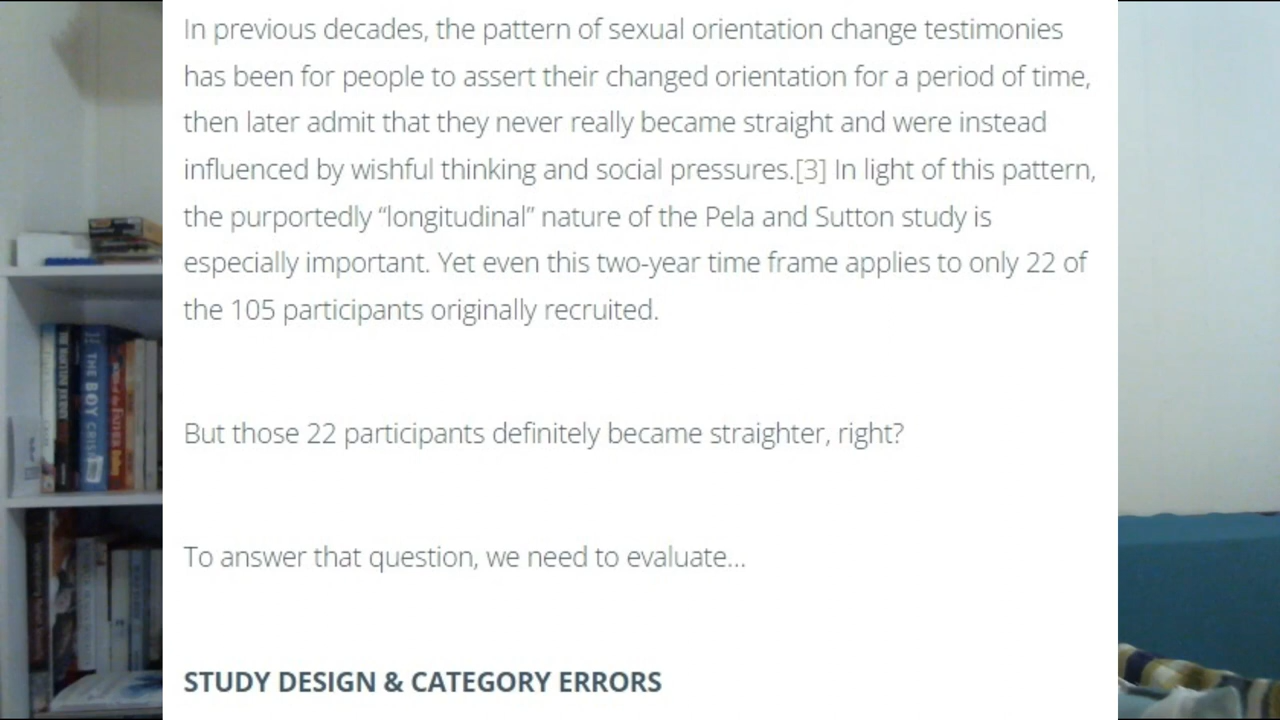 In previous decades, the pattern of sexual orientation change testimonies
has been for people to assert their changed orientation for a period of time,
then later admit that they never really became straight and were instead
influenced by wishful thinking and social pressures.[3] In light of this pattern,
the purportedly “longitudinal” nature of the Pela and Sutton study is
especially important. Yet even this two-year time frame applies to only 22 of
the 105 participants originally recruited.
But those 22 participants definitely became straighter, right?
To answer that question, we need to evaluate...
STUDY DESIGN & CATEGORY ERRORS
THE BOY CRISIS